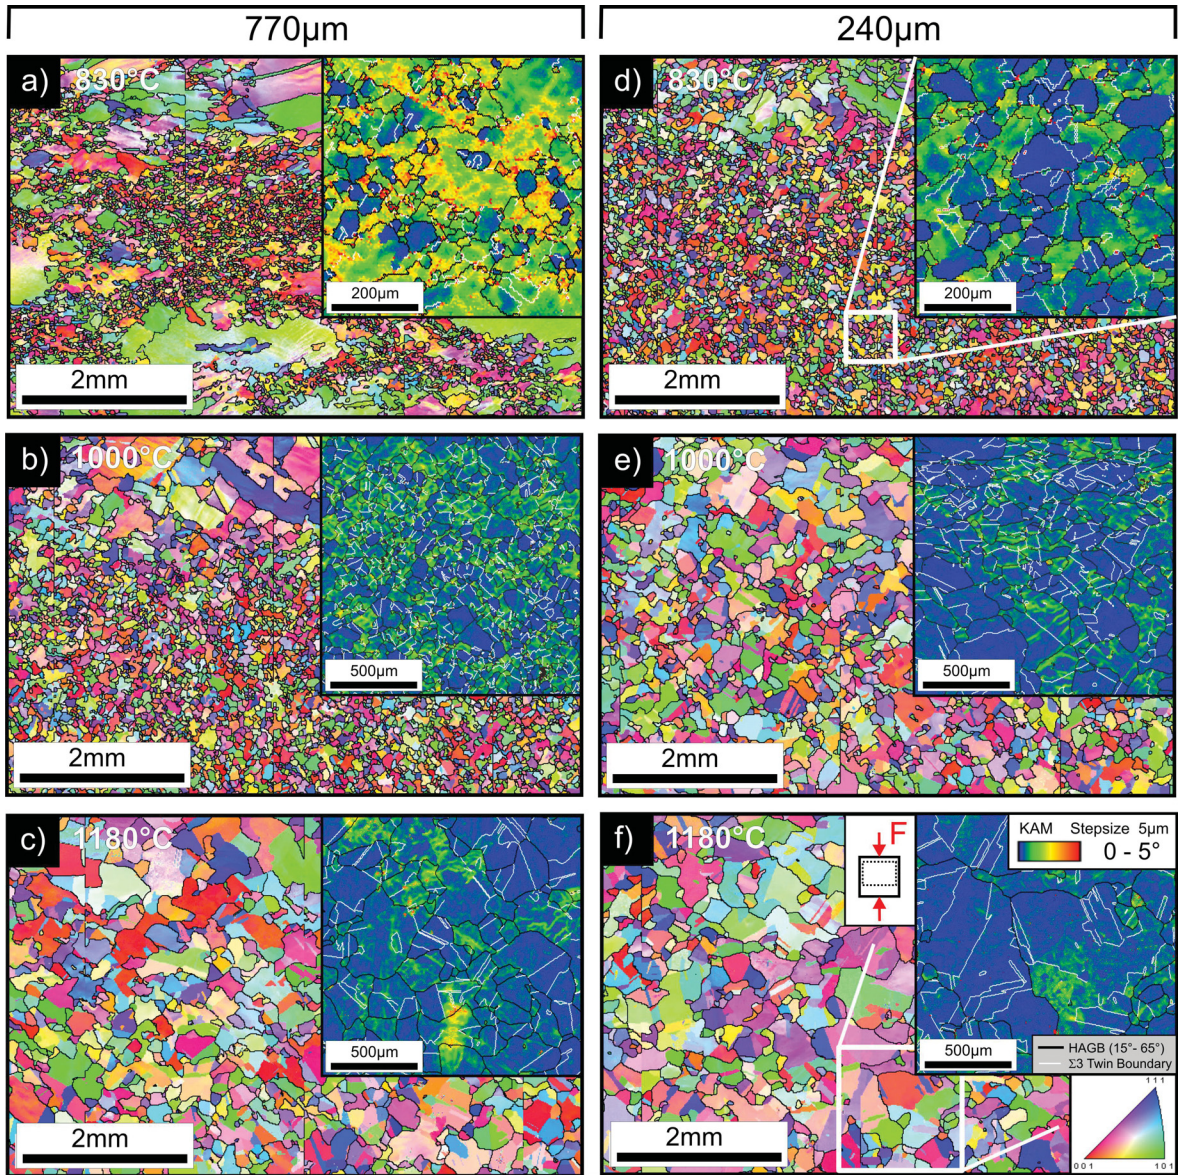 770µm
240µm
a) 830°C
200µm
2mm
d) 830°C
200µm
2mm
b) 1000°C
500µm
2mm
e) 1000°C
500µm
2mm
c) 1180°C
500µm
2mm
f) 1180°C
F
KAM Stepsize 5µm
0 - 5°
500µm
HAGB (15°- 65°)
Σ3 Twin Boundary
2mm
111
001 101